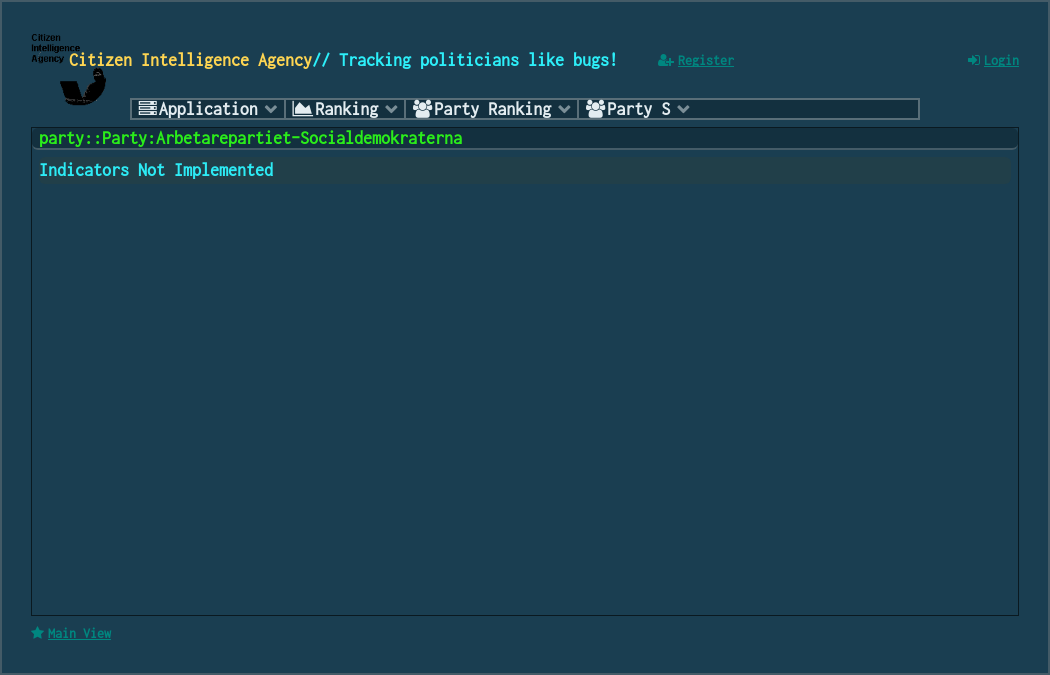 Citizen
Intelligence
Agency
Citizen Intelligence Agency// Tracking politicians like bugs!
Register
Login
Application
Ranking
Party Ranking
Party S
party::Party:Arbetarepartiet-Socialdemokraterna
Indicators Not Implemented
Main View